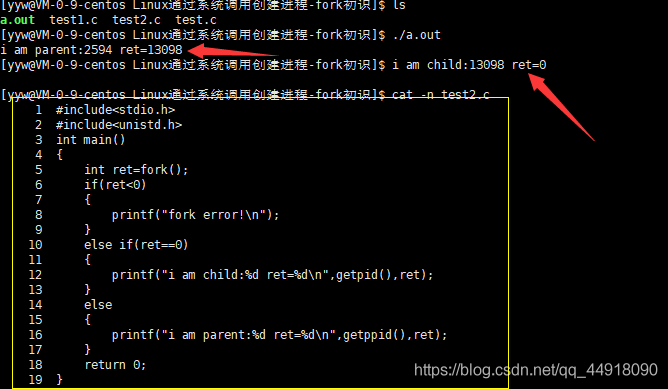 [yyw@VM-0-9-centos Linux通过系统调用创建进程-fork初识]$ ls
a.out  test1.c  test2.c  test.c
[yyw@VM-0-9-centos Linux通过系统调用创建进程-fork初识]$ ./a.out
i am parent:2594 ret=13098
[yyw@VM-0-9-centos Linux通过系统调用创建进程-fork初识]$ i am child:13098 ret=0
[yyw@VM-0-9-centos Linux通过系统调用创建进程-fork初识]$ cat -n test2.c
1  #include<stdio.h>
2  #include<unistd.h>
3  int main()
4  {
5      int ret=fork();
6      if(ret<0)
7      {
8          printf("fork error!\n");
9      }
10      else if(ret==0)
11      {
12          printf("i am child:%d ret=%d\n",getpid(),ret);
13      }
14      else
15      {
16          printf("i am parent:%d ret=%d\n",getppid(),ret);
17      }
18      return 0;
19  }
https://blog.csdn.net/qq_44918090